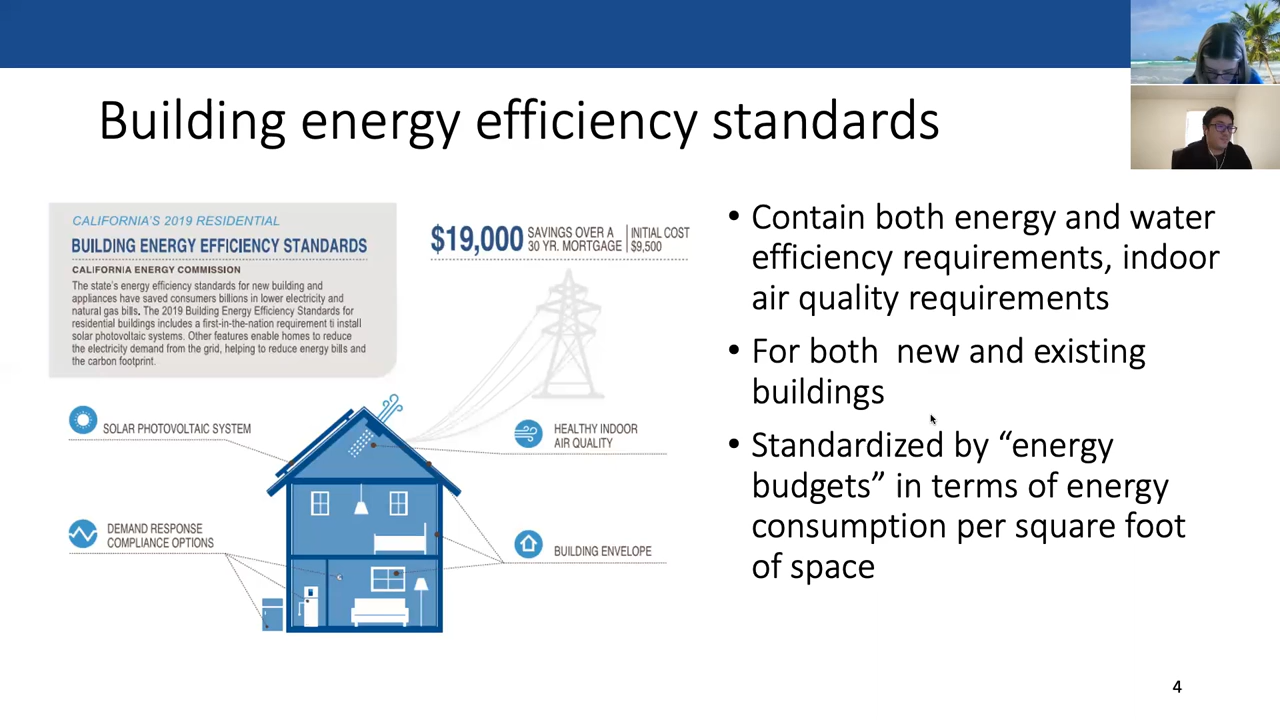 Building energy efficiency standards
CALIFORNIA'S 2019 RESIDENTIAL
BUILDING ENERGY EFFICIENCY STANDARDS
CALIFORNIA ENERGY COMMISSION
The state's energy efficiency standards for new building and
appliances have saved consumers billions in lower electricity and
natural gas bills. The 2019 Building Energy Efficiency Standards for
residential buildings includes a first-in-the-nation requirement ti install
solar photovoltaic systems. Other features enable homes to reduce
the electricity demand from the grid, helping to reduce energy bills and
the carbon footprint.
$19,000 SAVINGS OVER A
30 YR. MORTGAGE
INITIAL COST
$9,500
SOLAR PHOTOVOLTAIC SYSTEM
HEALTHY INDOOR
AIR QUALITY
DEMAND RESPONSE
COMPLIANCE OPTIONS
BUILDING ENVELOPE
• Contain both energy and water
efficiency requirements, indoor
air quality requirements
• For both new and existing
buildings
• Standardized by “energy
budgets” in terms of energy
consumption per square foot
of space
4